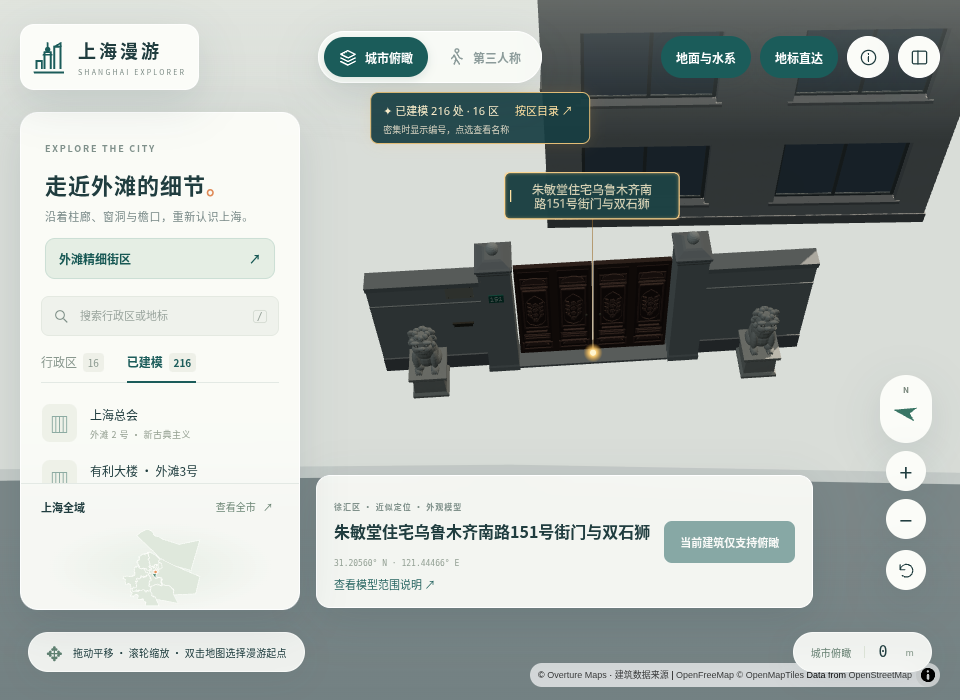 上海漫游
SHANGHAI EXPLORER
城市俯瞰
第三人称
地面与水系
地标直达
✦ 已建模 216 处 · 16 区 按区目录 ↗
密集时显示编号，点选查看名称
EXPLORE THE CITY
走近外滩的细节。
沿着柱廊、窗洞与檐口，重新认识上海。
外滩精细街区 ↗
搜索行政区或地标 /
行政区 16 已建模 216
上海总会
外滩 2 号 · 新古典主义
有利大楼 · 外滩3号
上海全域 查看全市 ↗
朱敏堂住宅乌鲁木齐南
路151号街门与双石狮
151
N
+
−
徐汇区 · 近似定位 · 外观模型
朱敏堂住宅乌鲁木齐南路151号街门与双石狮
31.20560° N · 121.44466° E
查看模型范围说明 ↗
当前建筑仅支持俯瞰
拖动平移 · 滚轮缩放 · 双击地图选择漫游起点
城市俯瞰 0 m
© Overture Maps · 建筑数据来源 | OpenFreeMap © OpenMapTiles Data from OpenStreetMap